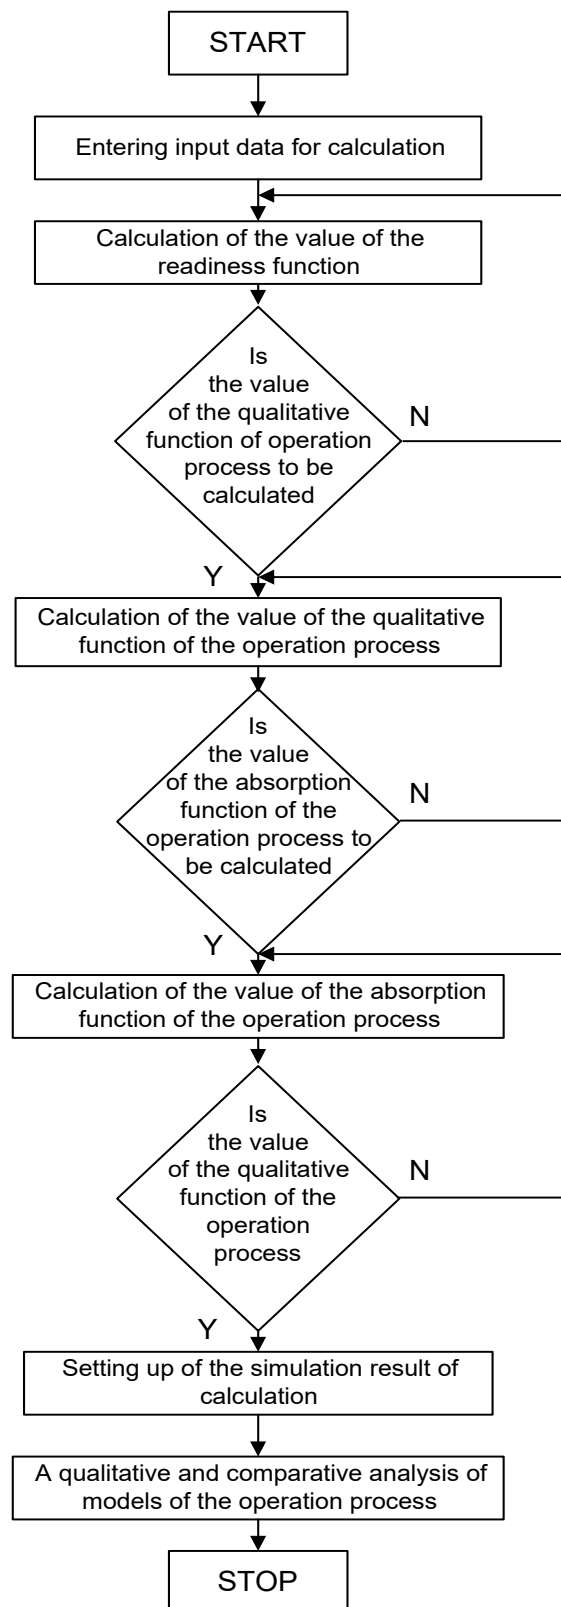 START
Entering input data for calculation
Calculation of the value of the
readiness function
Is
the value
of the qualitative
function of operation
process to be
calculated
N
Y
Calculation of the value of the qualitative
function of the operation process
Is
the value
of the absorption
function of the
operation process to
be calculated
N
Y
Calculation of the value of the absorption
function of the operation process
Is
the value
of the qualitative
function of the
operation
process
N
Y
Setting up of the simulation result of
calculation
A qualitative and comparative analysis of
models of the operation process
STOP